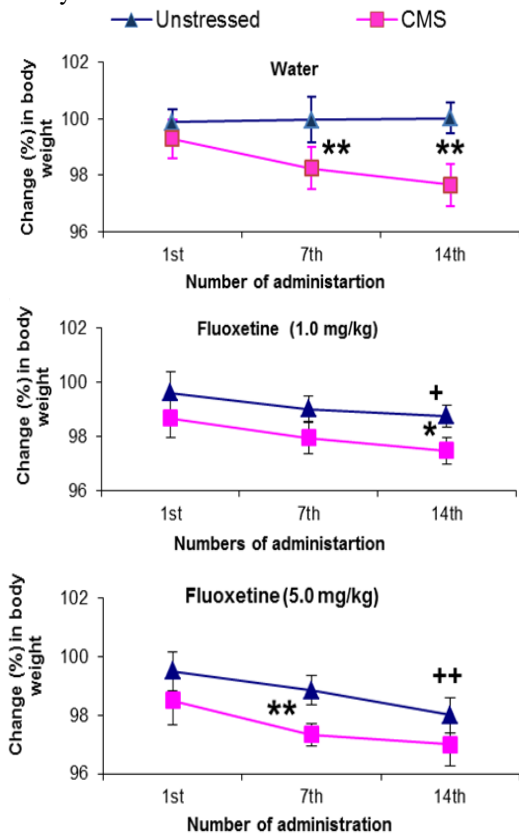 Unstressed CMS
Water
Change (%) in body
weight
102
100
98
96
**
**
1st 7th 14th
Number of administartion
Fluoxetine (1.0 mg/kg)
Change (%) in body
weight
102
100
98
96
+
*
1st 7th 14th
Numbers of administartion
Fluoxetine (5.0 mg/kg)
Change (%) in body
weight
102
100
98
96
++
**
1st 7th 14th
Number of administration